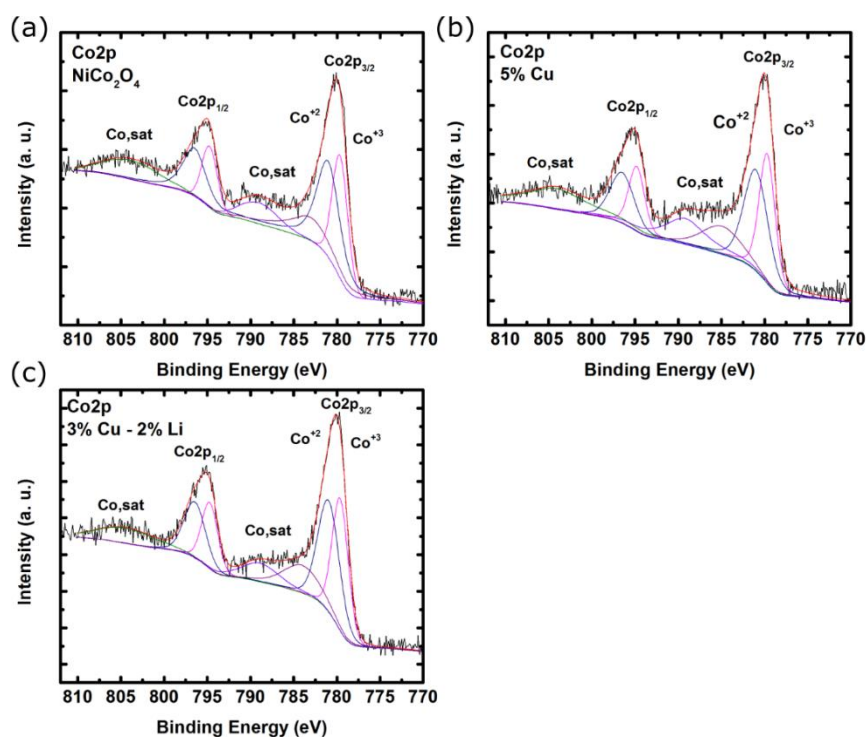 (a)
Co2p
NiCo₂O₄
Co2p₃/₂
Co2p₁/₂
Co⁺²
Co⁺³
Co,sat
Co,sat
Intensity (a. u.)
810 805 800 795 790 785 780 775 770
Binding Energy (eV)
(b)
Co2p
5% Cu
Co2p₃/₂
Co2p₁/₂
Co⁺²
Co⁺³
Co,sat
Co,sat
Intensity (a. u.)
810 805 800 795 790 785 780 775 770
Binding Energy (eV)
(c)
Co2p
3% Cu - 2% Li
Co2p₃/₂
Co2p₁/₂
Co⁺²
Co⁺³
Co,sat
Co,sat
Intensity (a. u.)
810 805 800 795 790 785 780 775 770
Binding Energy (eV)